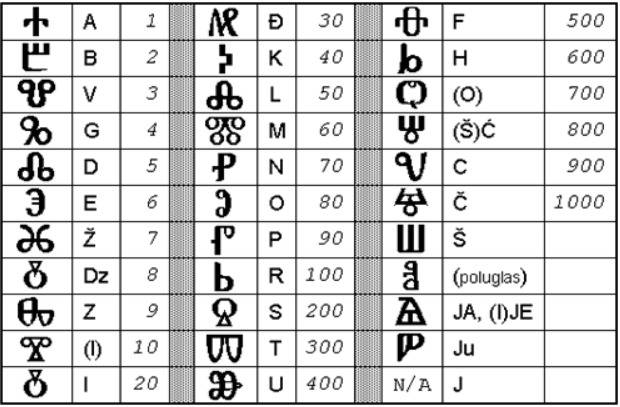 Ⰰ A 1 Ⰼ Đ 30 Ⱇ F 500
Ⰱ B 2 Ⰽ K 40 Ⱈ H 600
Ⰲ V 3 Ⰾ L 50 Ⱉ (O) 700
Ⰳ G 4 Ⰿ M 60 Ⱋ (Š)Ć 800
Ⰴ D 5 Ⱀ N 70 Ⱌ C 900
Ⰵ E 6 Ⱁ O 80 Ⱍ Č 1000
Ⰶ Ž 7 Ⱂ P 90 Ⱎ Š
Ⰷ Dz 8 Ⱃ R 100 Ⱏ (poluglas)
Ⰸ Z 9 Ⱄ S 200 Ⱑ JA, (I)JE
Ⰹ (I) 10 Ⱅ T 300 Ⱓ Ju
Ⰻ I 20 Ⱆ U 400 N/A J